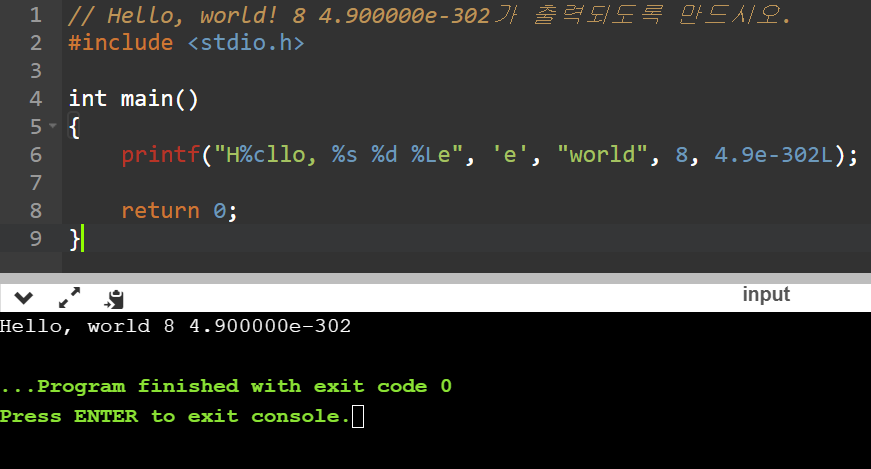 1 // Hello, world! 8 4.900000e-302가 출력되도록 만드시오.
2 #include <stdio.h>
3
4 int main()
5 {
6 printf("H%cllo, %s %d %Le", 'e', "world", 8, 4.9e-302L);
7
8 return 0;
9 }
input
Hello, world 8 4.900000e-302
...Program finished with exit code 0
Press ENTER to exit console.